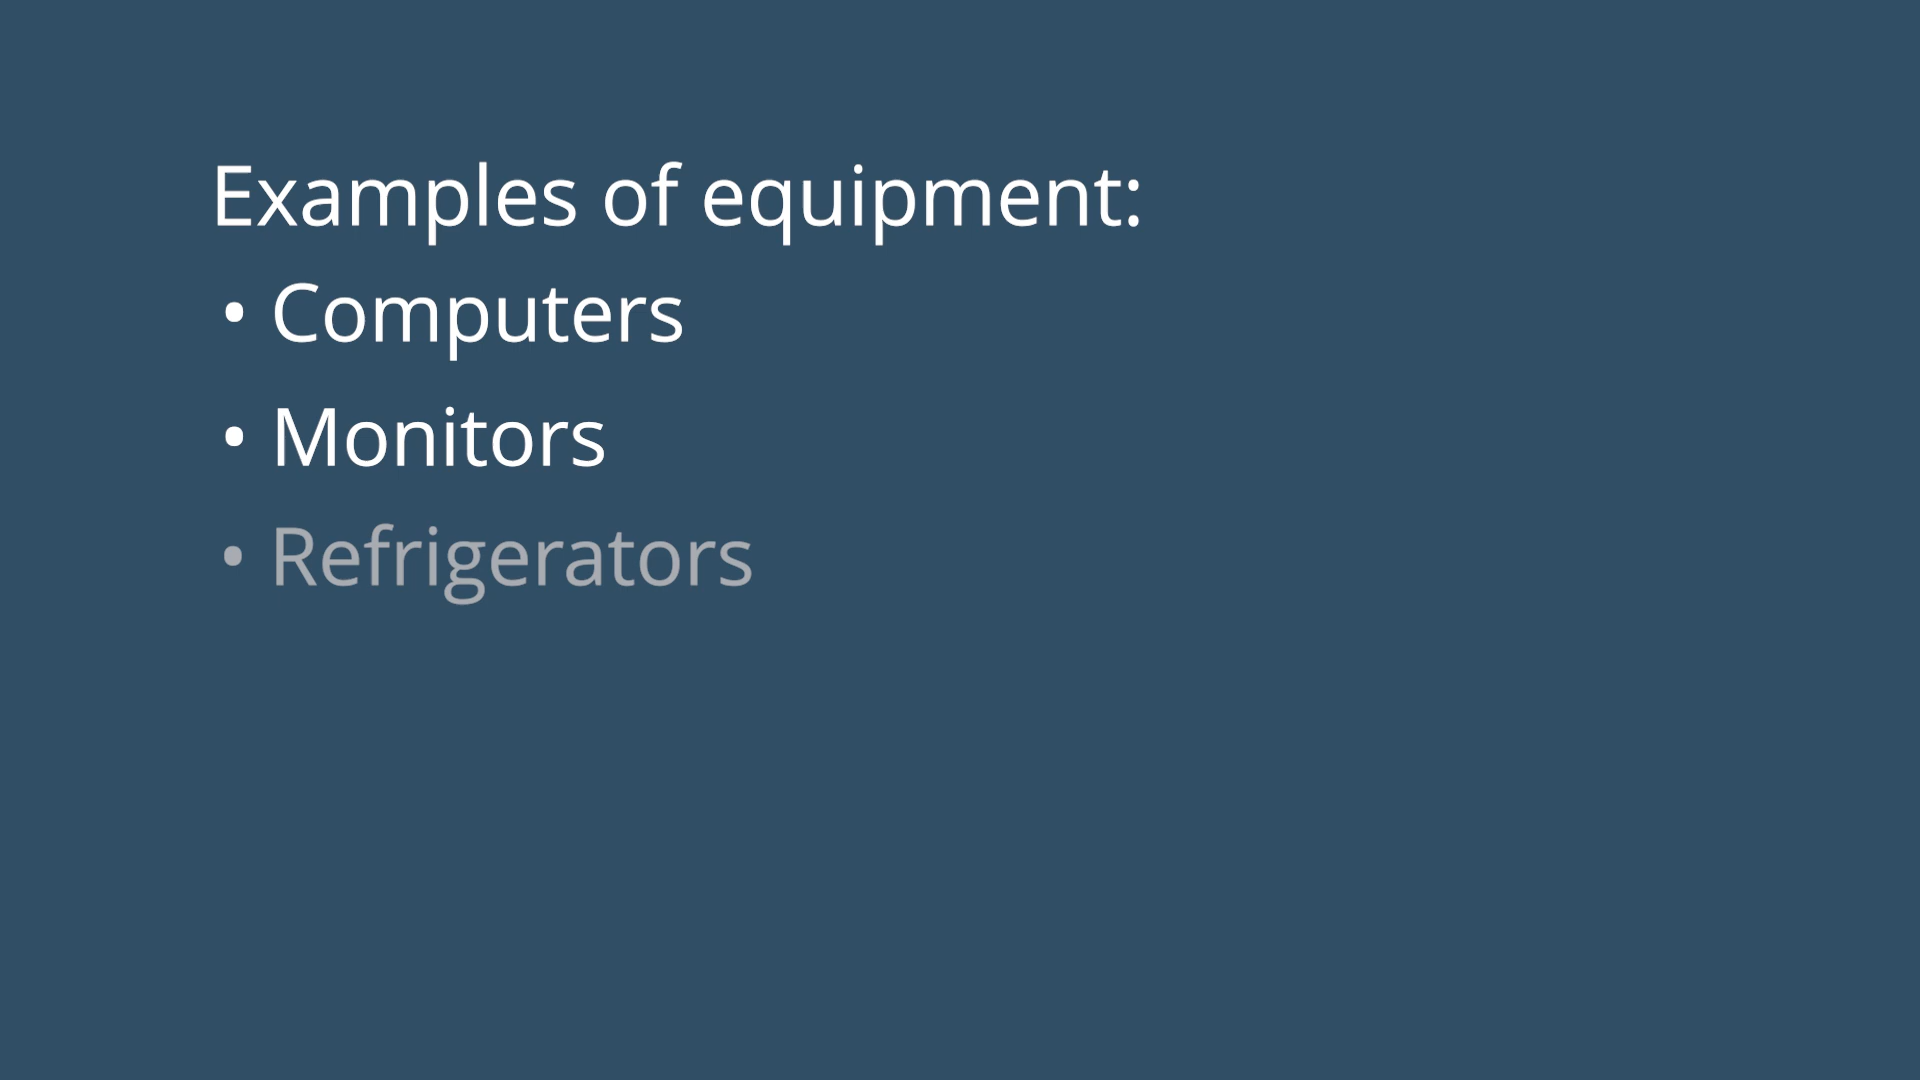 Examples of equipment:
• Computers
• Monitors
• Refrigerators